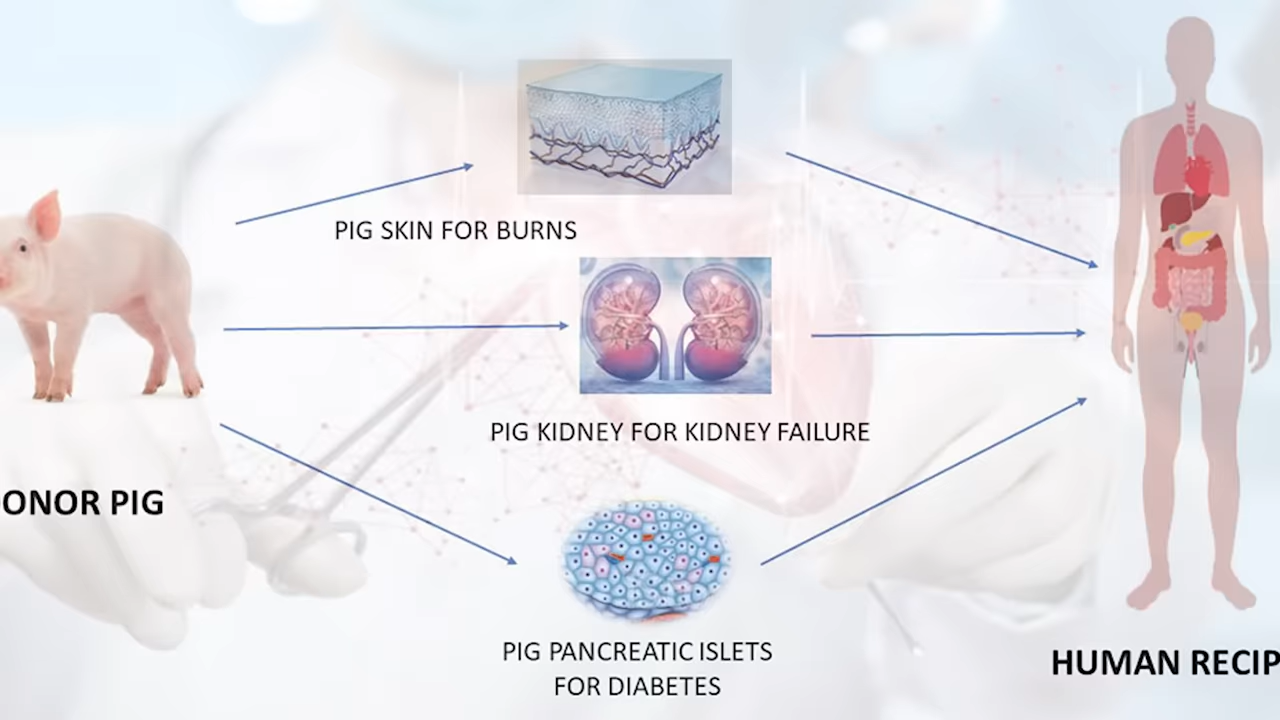 PIG SKIN FOR BURNS
PIG KIDNEY FOR KIDNEY FAILURE
ONOR PIG
PIG PANCREATIC ISLETS
FOR DIABETES
HUMAN RECIP